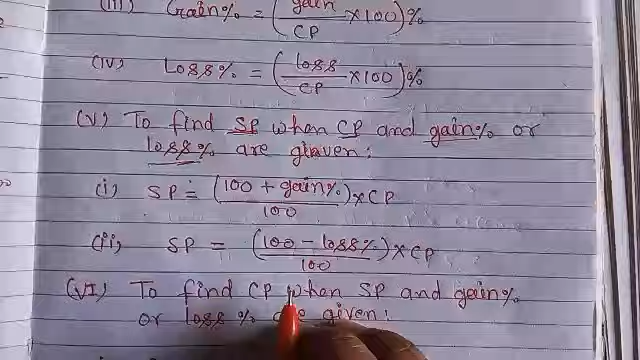 (iii) Gain% = (gain/CP ×100)%
(iv) Loss% = (loss/CP ×100)%
(v) To find SP when CP and gain% or
loss% are given:
(i) SP = (100 + gain%/100) × CP
(ii) SP = (100 - loss%/100) × CP
(VI) To find CP when SP and gain%
or loss % are given: